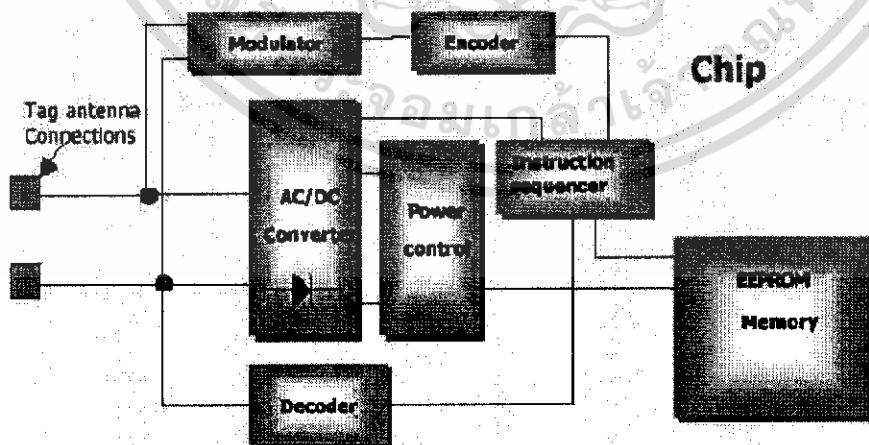 Modulator
Encoder
Chip
Tag antenna
Connections
Instruction
sequencer
AC/DC
Converter
Power
control
EEPROM
Memory
Decoder